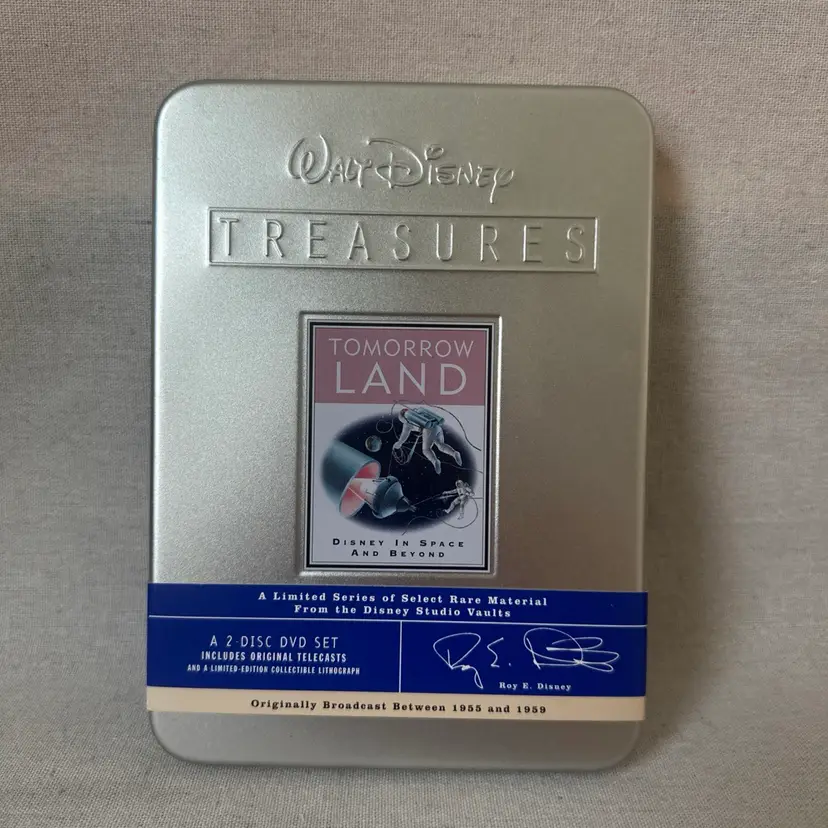 Walt Disney
TREASURES
TOMORROW
LAND
DISNEY IN SPACE
AND BEYOND
A Limited Series of Select Rare Material
From the Disney Studio Vaults
A 2-DISC DVD SET
INCLUDES ORIGINAL TELECASTS
AND A LIMITED-EDITION COLLECTIBLE LITHOGRAPH
Roy E. Disney
Roy E. Disney
Originally Broadcast Between 1955 and 1959